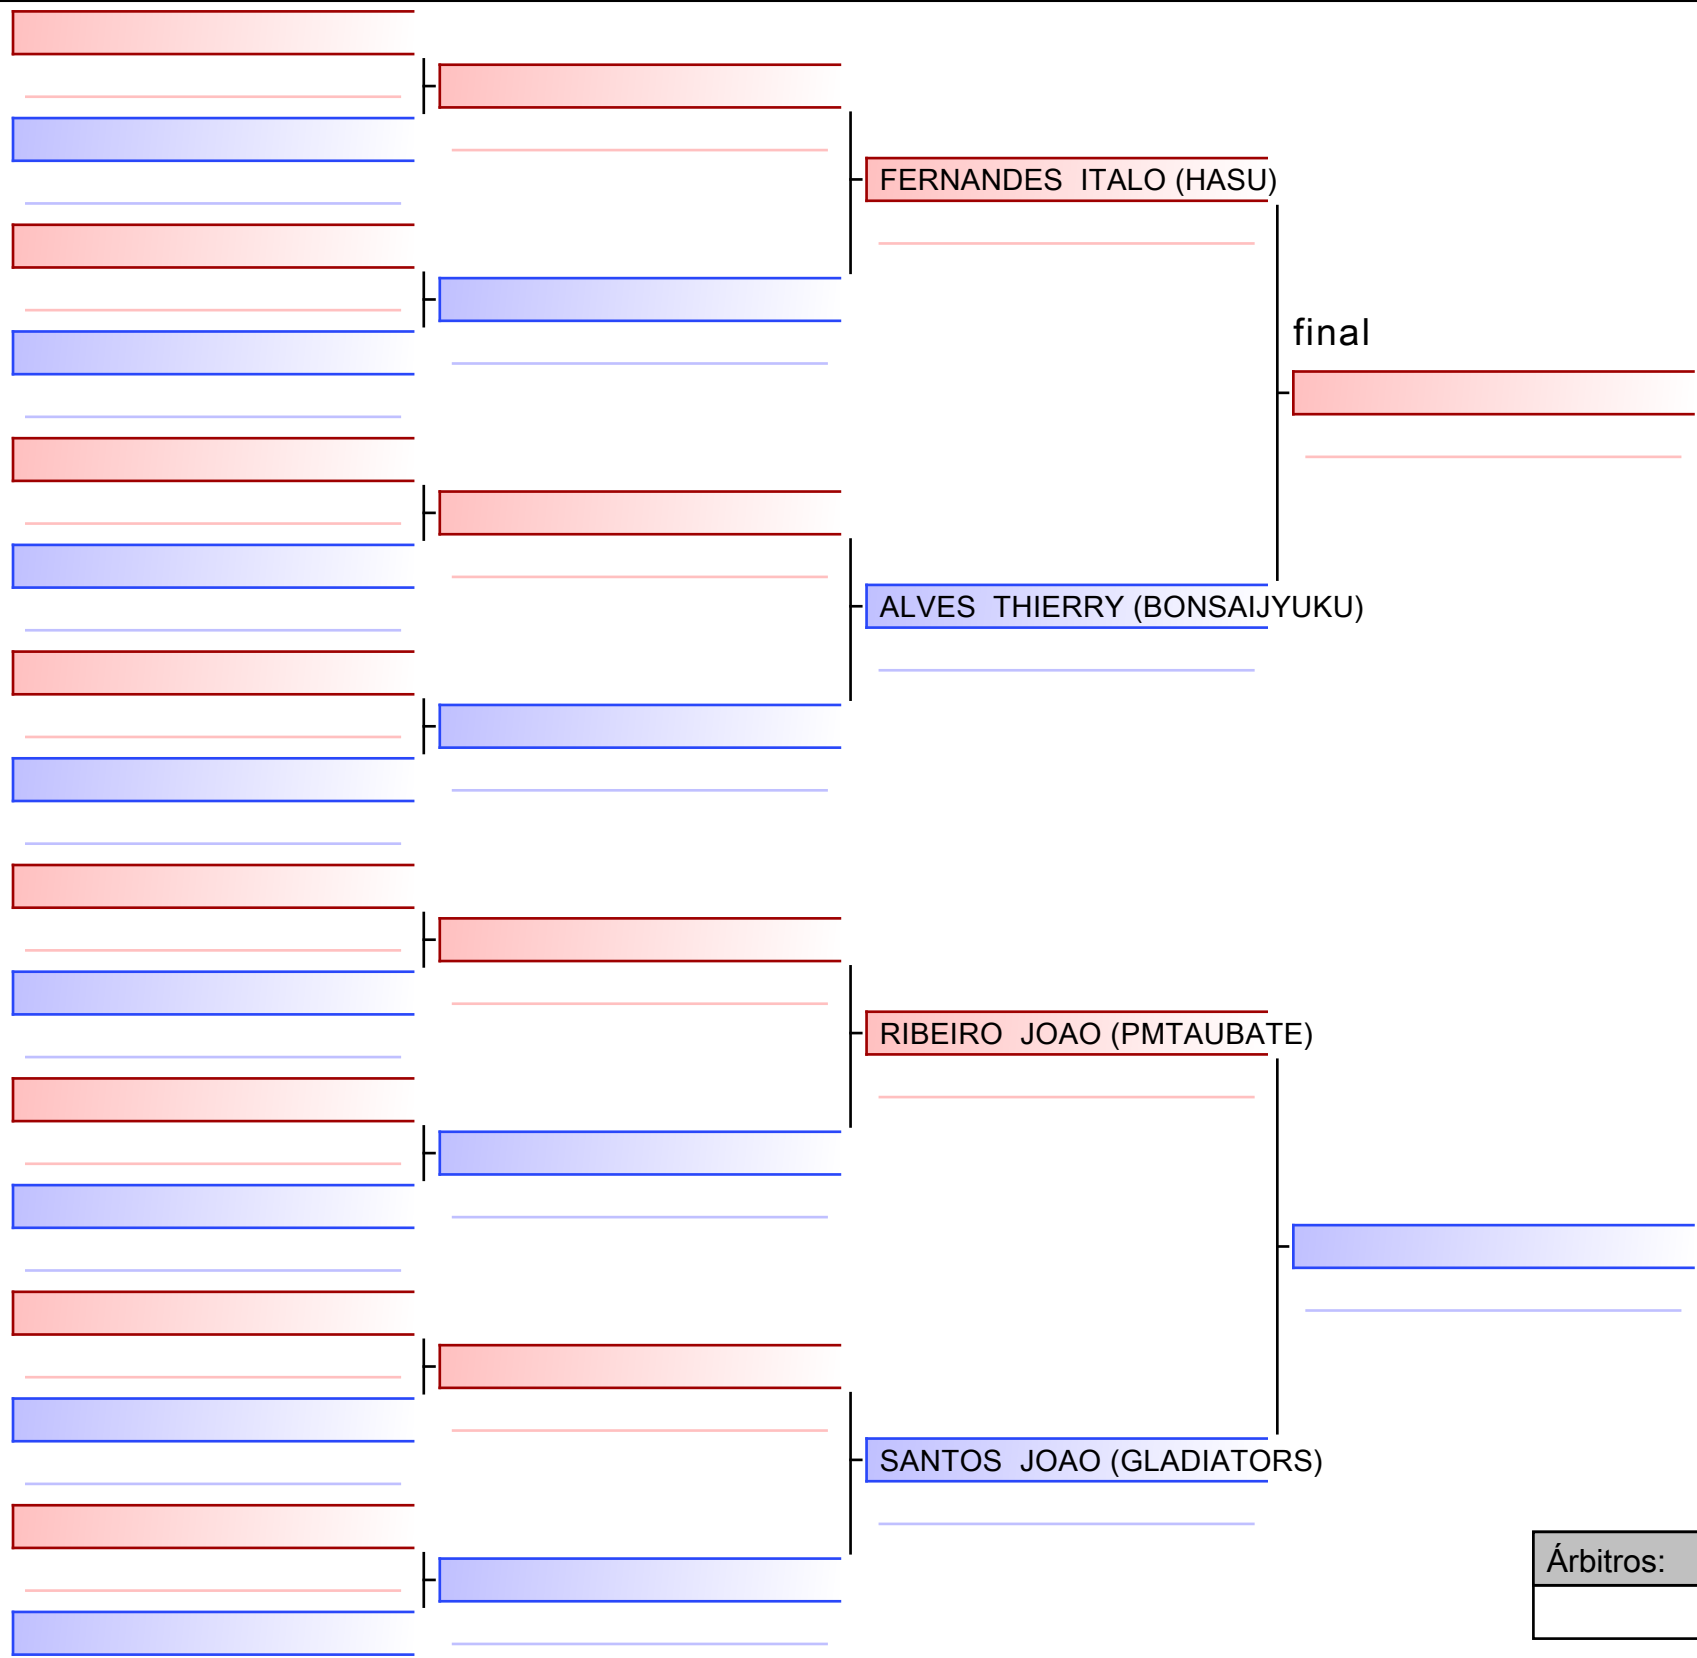 FERNANDES ITALO (HASU)
final
ALVES THIERRY (BONSAIJYUKU)
RIBEIRO JOAO (PMTAUBATE)
SANTOS JOAO (GLADIATORS)
Árbitros: